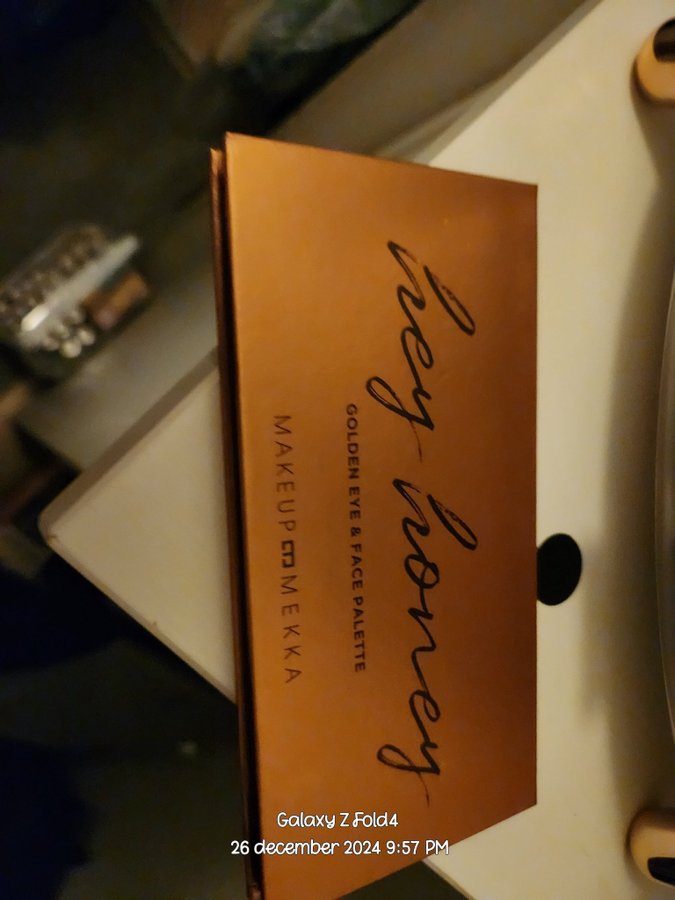 hey honey
GOLDEN EYE & FACE PALETTE
MAKEUP MEKKA
Galaxy Z Fold4
26 december 2024 9:57 PM